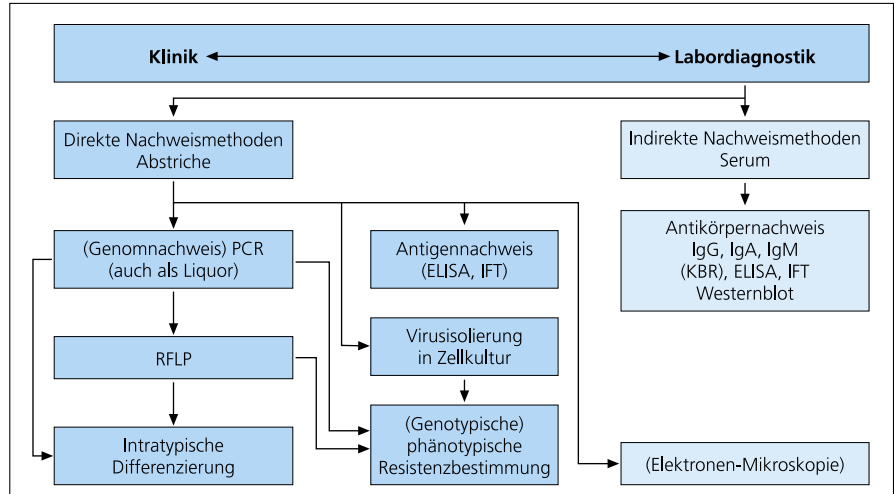 Klinik
Labordiagnostik
Direkte Nachweismethoden
Abstriche
Indirekte Nachweismethoden
Serum
(Genomnachweis) PCR
(auch als Liquor)
Antigennachweis
(ELISA, IFT)
Antikörpernachweis
IgG, IgA, IgM
(KBR), ELISA, IFT
Westernblot
RFLP
Virusisolierung
in Zellkultur
Intratypische
Differenzierung
(Genotypische)
phänotypische
Resistenzbestimmung
(Elektronen-Mikroskopie)